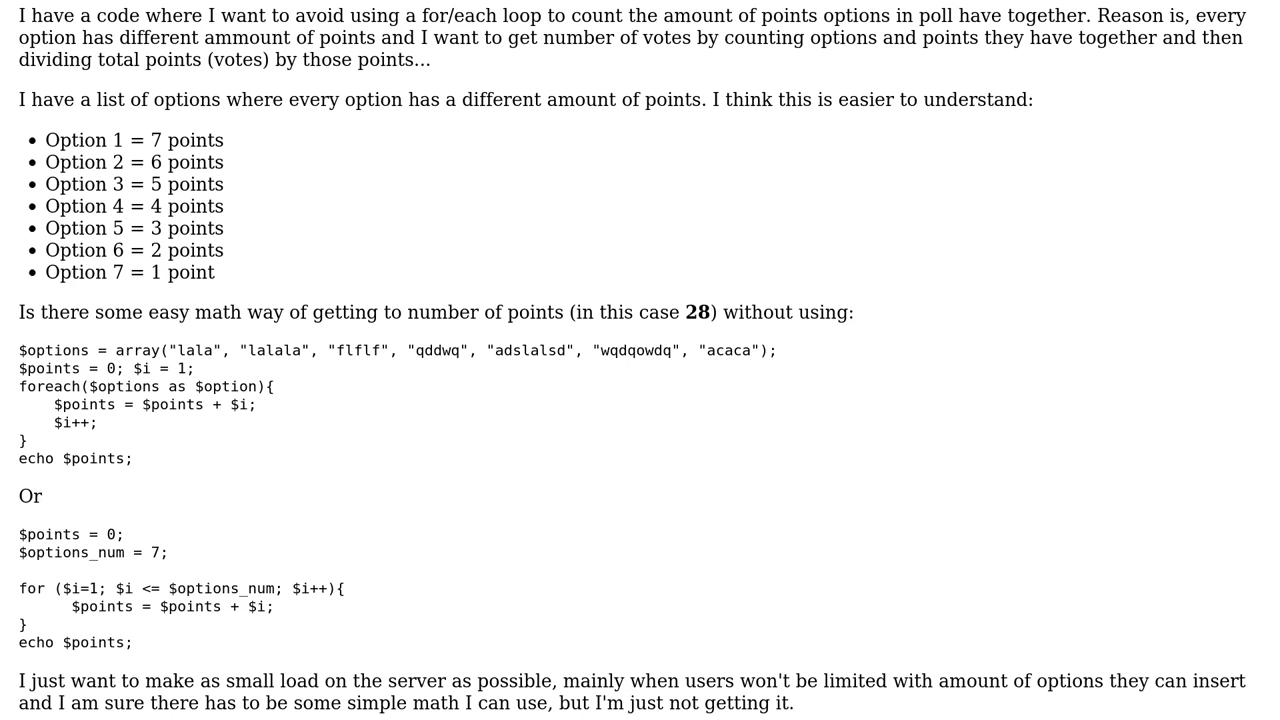 I have a code where I want to avoid using a for/each loop to count the amount of points options in poll have together. Reason is, every
option has different ammount of points and I want to get number of votes by counting options and points they have together and then
dividing total points (votes) by those points...
I have a list of options where every option has a different amount of points. I think this is easier to understand:
• Option 1 = 7 points
• Option 2 = 6 points
• Option 3 = 5 points
• Option 4 = 4 points
• Option 5 = 3 points
• Option 6 = 2 points
• Option 7 = 1 point
Is there some easy math way of getting to number of points (in this case 28) without using:
$options = array("lala", "lalala", "flflf", "qddwq", "adslalsd", "wqdqowdq", "acaca");
$points = 0; $i = 1;
foreach($options as $option){
    $points = $points + $i;
    $i++;
}
echo $points;
Or
$points = 0;
$options_num = 7;
for ($i=1; $i <= $options_num; $i++){
      $points = $points + $i;
}
echo $points;
I just want to make as small load on the server as possible, mainly when users won't be limited with amount of options they can insert
and I am sure there has to be some simple math I can use, but I'm just not getting it.